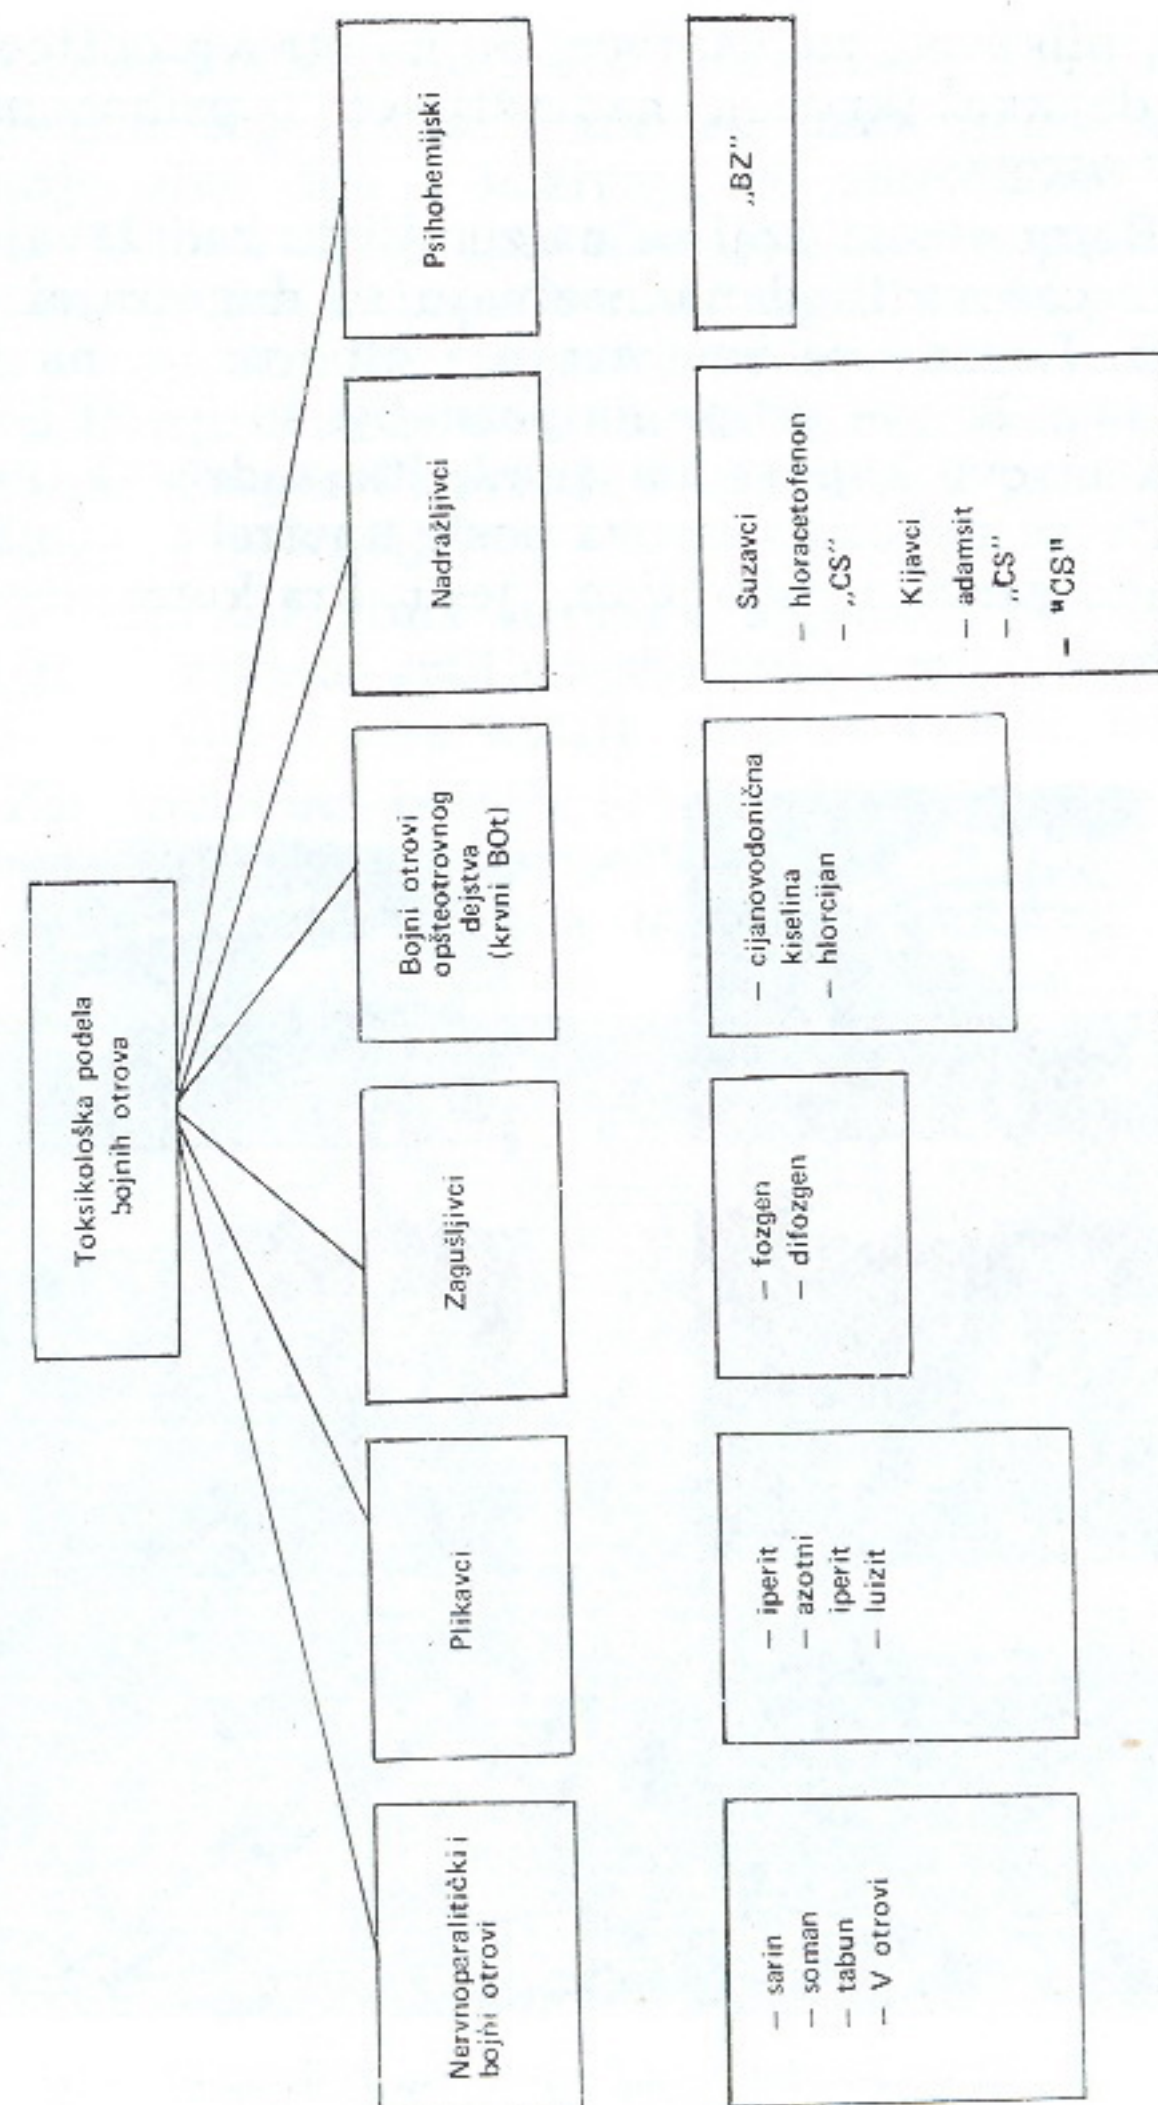 Toksikološka podela
bojnih otrova
Nervnoparalitički i
bojni otrovi
Plikavci
Zagušljivci
Bojni otrovi
opšteotrovnog
dejstva
(krvni BOt)
Nadražljivci
Psihohemijski
— sarin
— soman
— tabun
— V otrovi
— iperit
— azotni
iperit
— luizit
— fozgen
— difozgen
— cijanovodonična
kiselina
— hlorcijan
Suzavci
— hloracetofenon
— „CS”
Kijavci
— adamsit
— „CS”
— "CS"
„BZ”